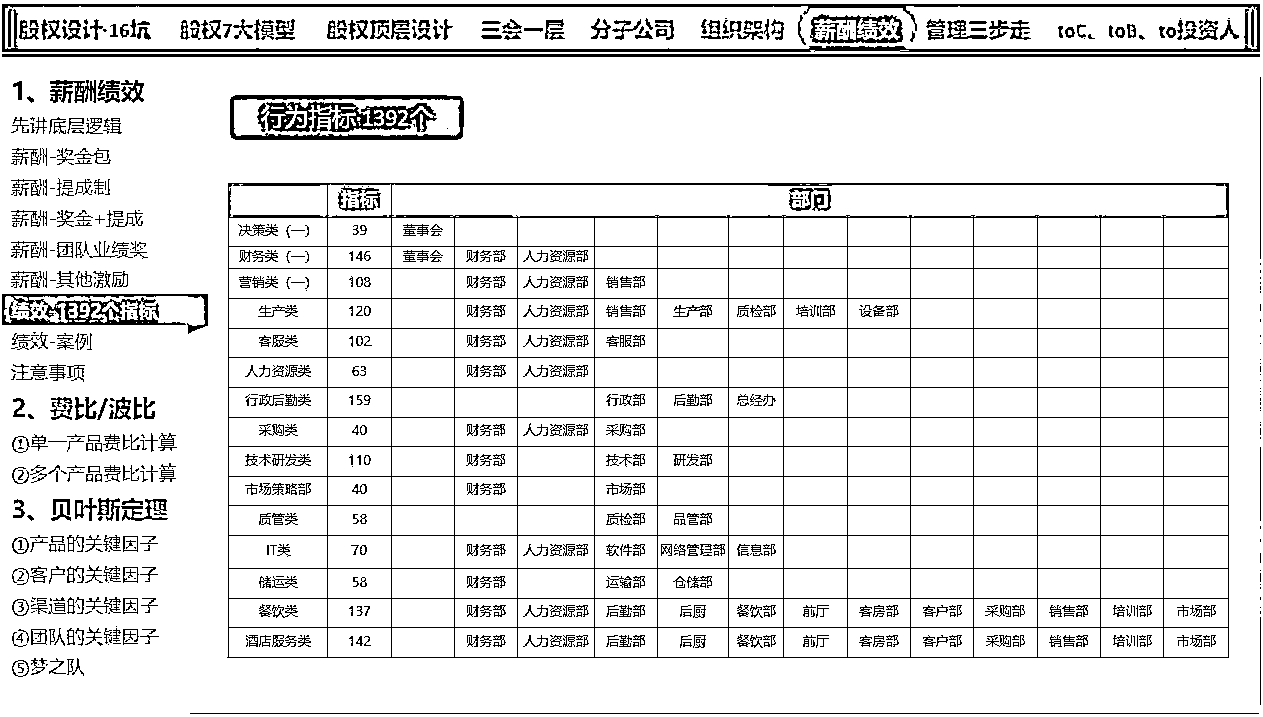 股权设计·16坑 股权7大模型 股权顶层设计 三会一层 分子公司 组织架构 薪酬绩效 管理三步走 toC、toB、to投资人
1、薪酬绩效
先讲底层逻辑
薪酬-奖金包
薪酬-提成制
薪酬-奖金+提成
薪酬-团队业绩奖
薪酬-其他激励
绩效-1392个指标
绩效-案例
注意事项
2、费比/波比
①单一产品费比计算
②多个产品费比计算
3、贝叶斯定理
①产品的关键因子
②客户的关键因子
③渠道的关键因子
④团队的关键因子
⑤梦之队
行为指标·1392个
指标 部门
决策类（一） 39 董事会
财务类（一） 146 董事会 财务部 人力资源部
营销类（一） 108 财务部 人力资源部 销售部
生产类 120 财务部 人力资源部 销售部 生产部 质检部 培训部 设备部
客服类 102 财务部 人力资源部 客服部
人力资源类 63 财务部 人力资源部
行政后勤类 159 行政部 后勤部 总经办
采购类 40 财务部 人力资源部 采购部
技术研发类 110 财务部 技术部 研发部
市场策略部 40 财务部 市场部
质管类 58 质检部 品管部
IT类 70 财务部 人力资源部 软件部 网络管理部 信息部
储运类 58 财务部 运输部 仓储部
餐饮类 137 财务部 人力资源部 后勤部 后厨 餐饮部 前厅 客房部 客户部 采购部 销售部 培训部 市场部
酒店服务类 142 财务部 人力资源部 后勤部 后厨 餐饮部 前厅 客房部 客户部 采购部 销售部 培训部 市场部